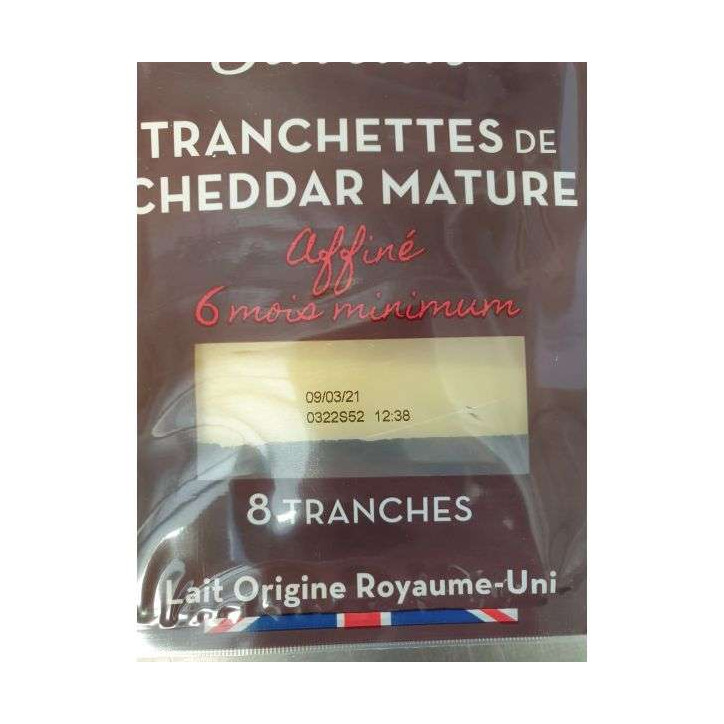 TRANCHETTES DE
CHEDDAR MATURE
Affiné
6 mois minimum
09/03/21
0322S52 12:38
8 TRANCHES
Lait Origine Royaume-Uni